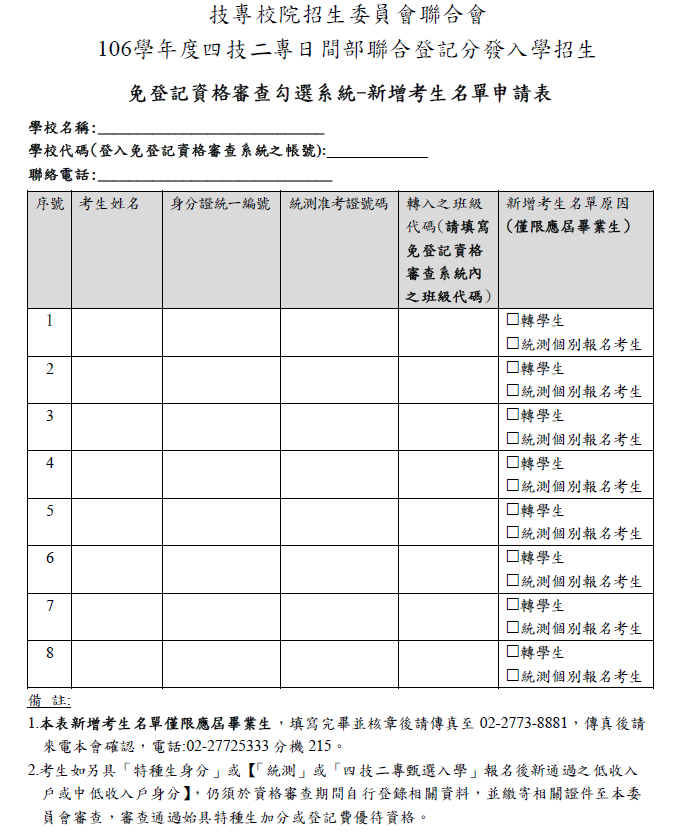 技專校院招生委員會聯合會
106學年度四技二專日間部聯合登記分發入學招生
免登記資格審查勾選系統-新增考生名單申請表
學校名稱:
學校代碼(登入免登記資格審查系統之帳號):
聯絡電話:
序號 考生姓名 身分證統一編號 統測准考證號碼 轉入之班級 新增考生名單原因
代碼(請填寫 (僅限應屆畢業生)
免登記資格
審查系統內
之班級代碼)
1 □轉學生
□統測個別報名考生
2 □轉學生
□統測個別報名考生
3 □轉學生
□統測個別報名考生
4 □轉學生
□統測個別報名考生
5 □轉學生
□統測個別報名考生
6 □轉學生
□統測個別報名考生
7 □轉學生
□統測個別報名考生
8 □轉學生
□統測個別報名考生
備 註:
1.本表新增考生名單僅限應屆畢業生，填寫完畢並核章後請傳真至 02-2773-8881，傳真後請
來電本會確認，電話:02-27725333 分機 215。
2.考生如另具「特種生身分」或【「統測」或「四技二專甄選入學」報名後新通過之低收入
戶或中低收入戶身分】，仍須於資格審查期間自行登錄相關資料，並繳寄相關證件至本委
員會審查，審查通過始具特種生加分或登記費優待資格。